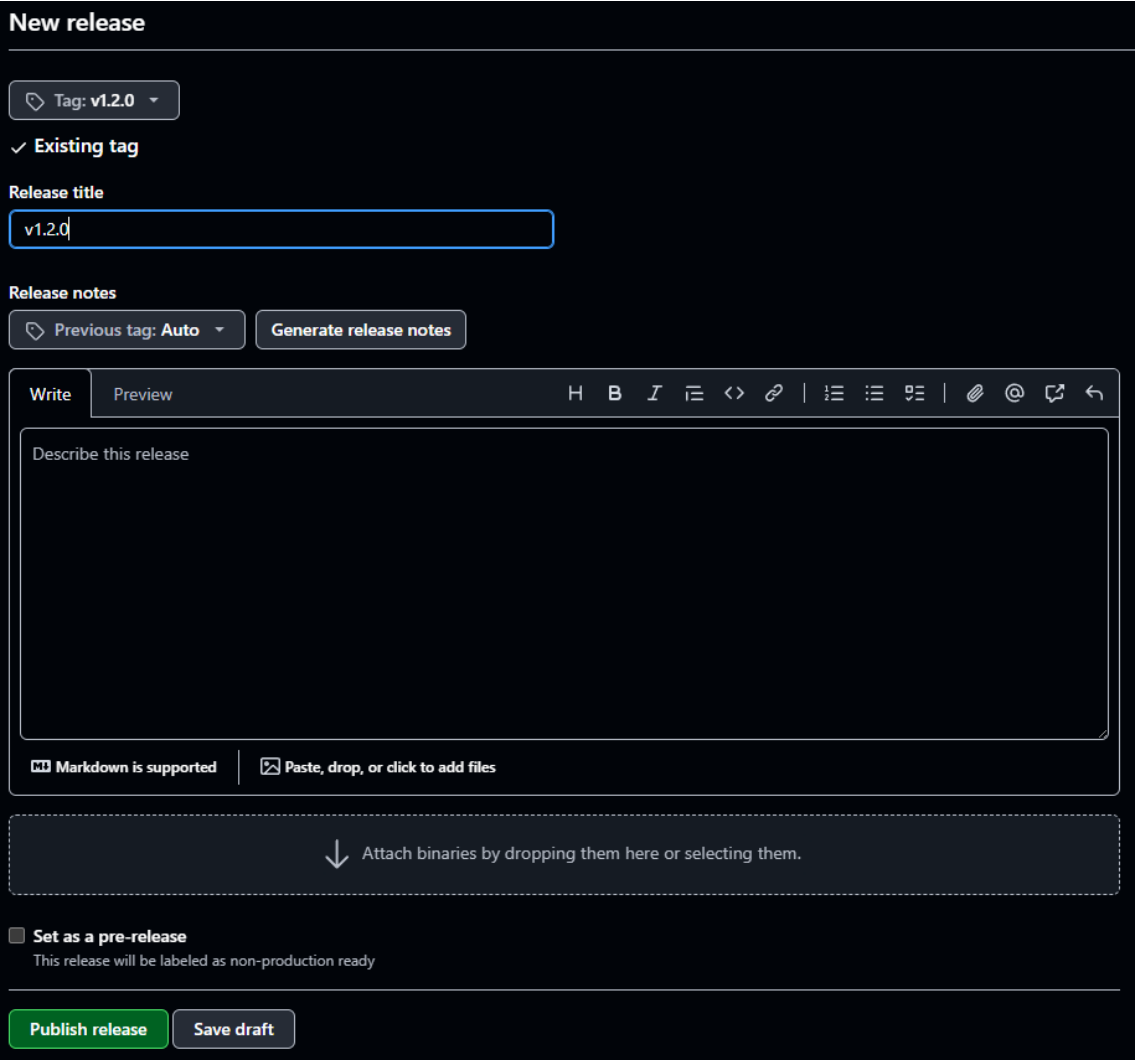 New release
Tag: v1.2.0
Existing tag
Release title
v1.2.0
Release notes
Previous tag: Auto
Generate release notes
Write
Preview
Describe this release
Markdown is supported
Paste, drop, or click to add files
Attach binaries by dropping them here or selecting them.
Set as a pre-release
This release will be labeled as non-production ready
Publish release
Save draft